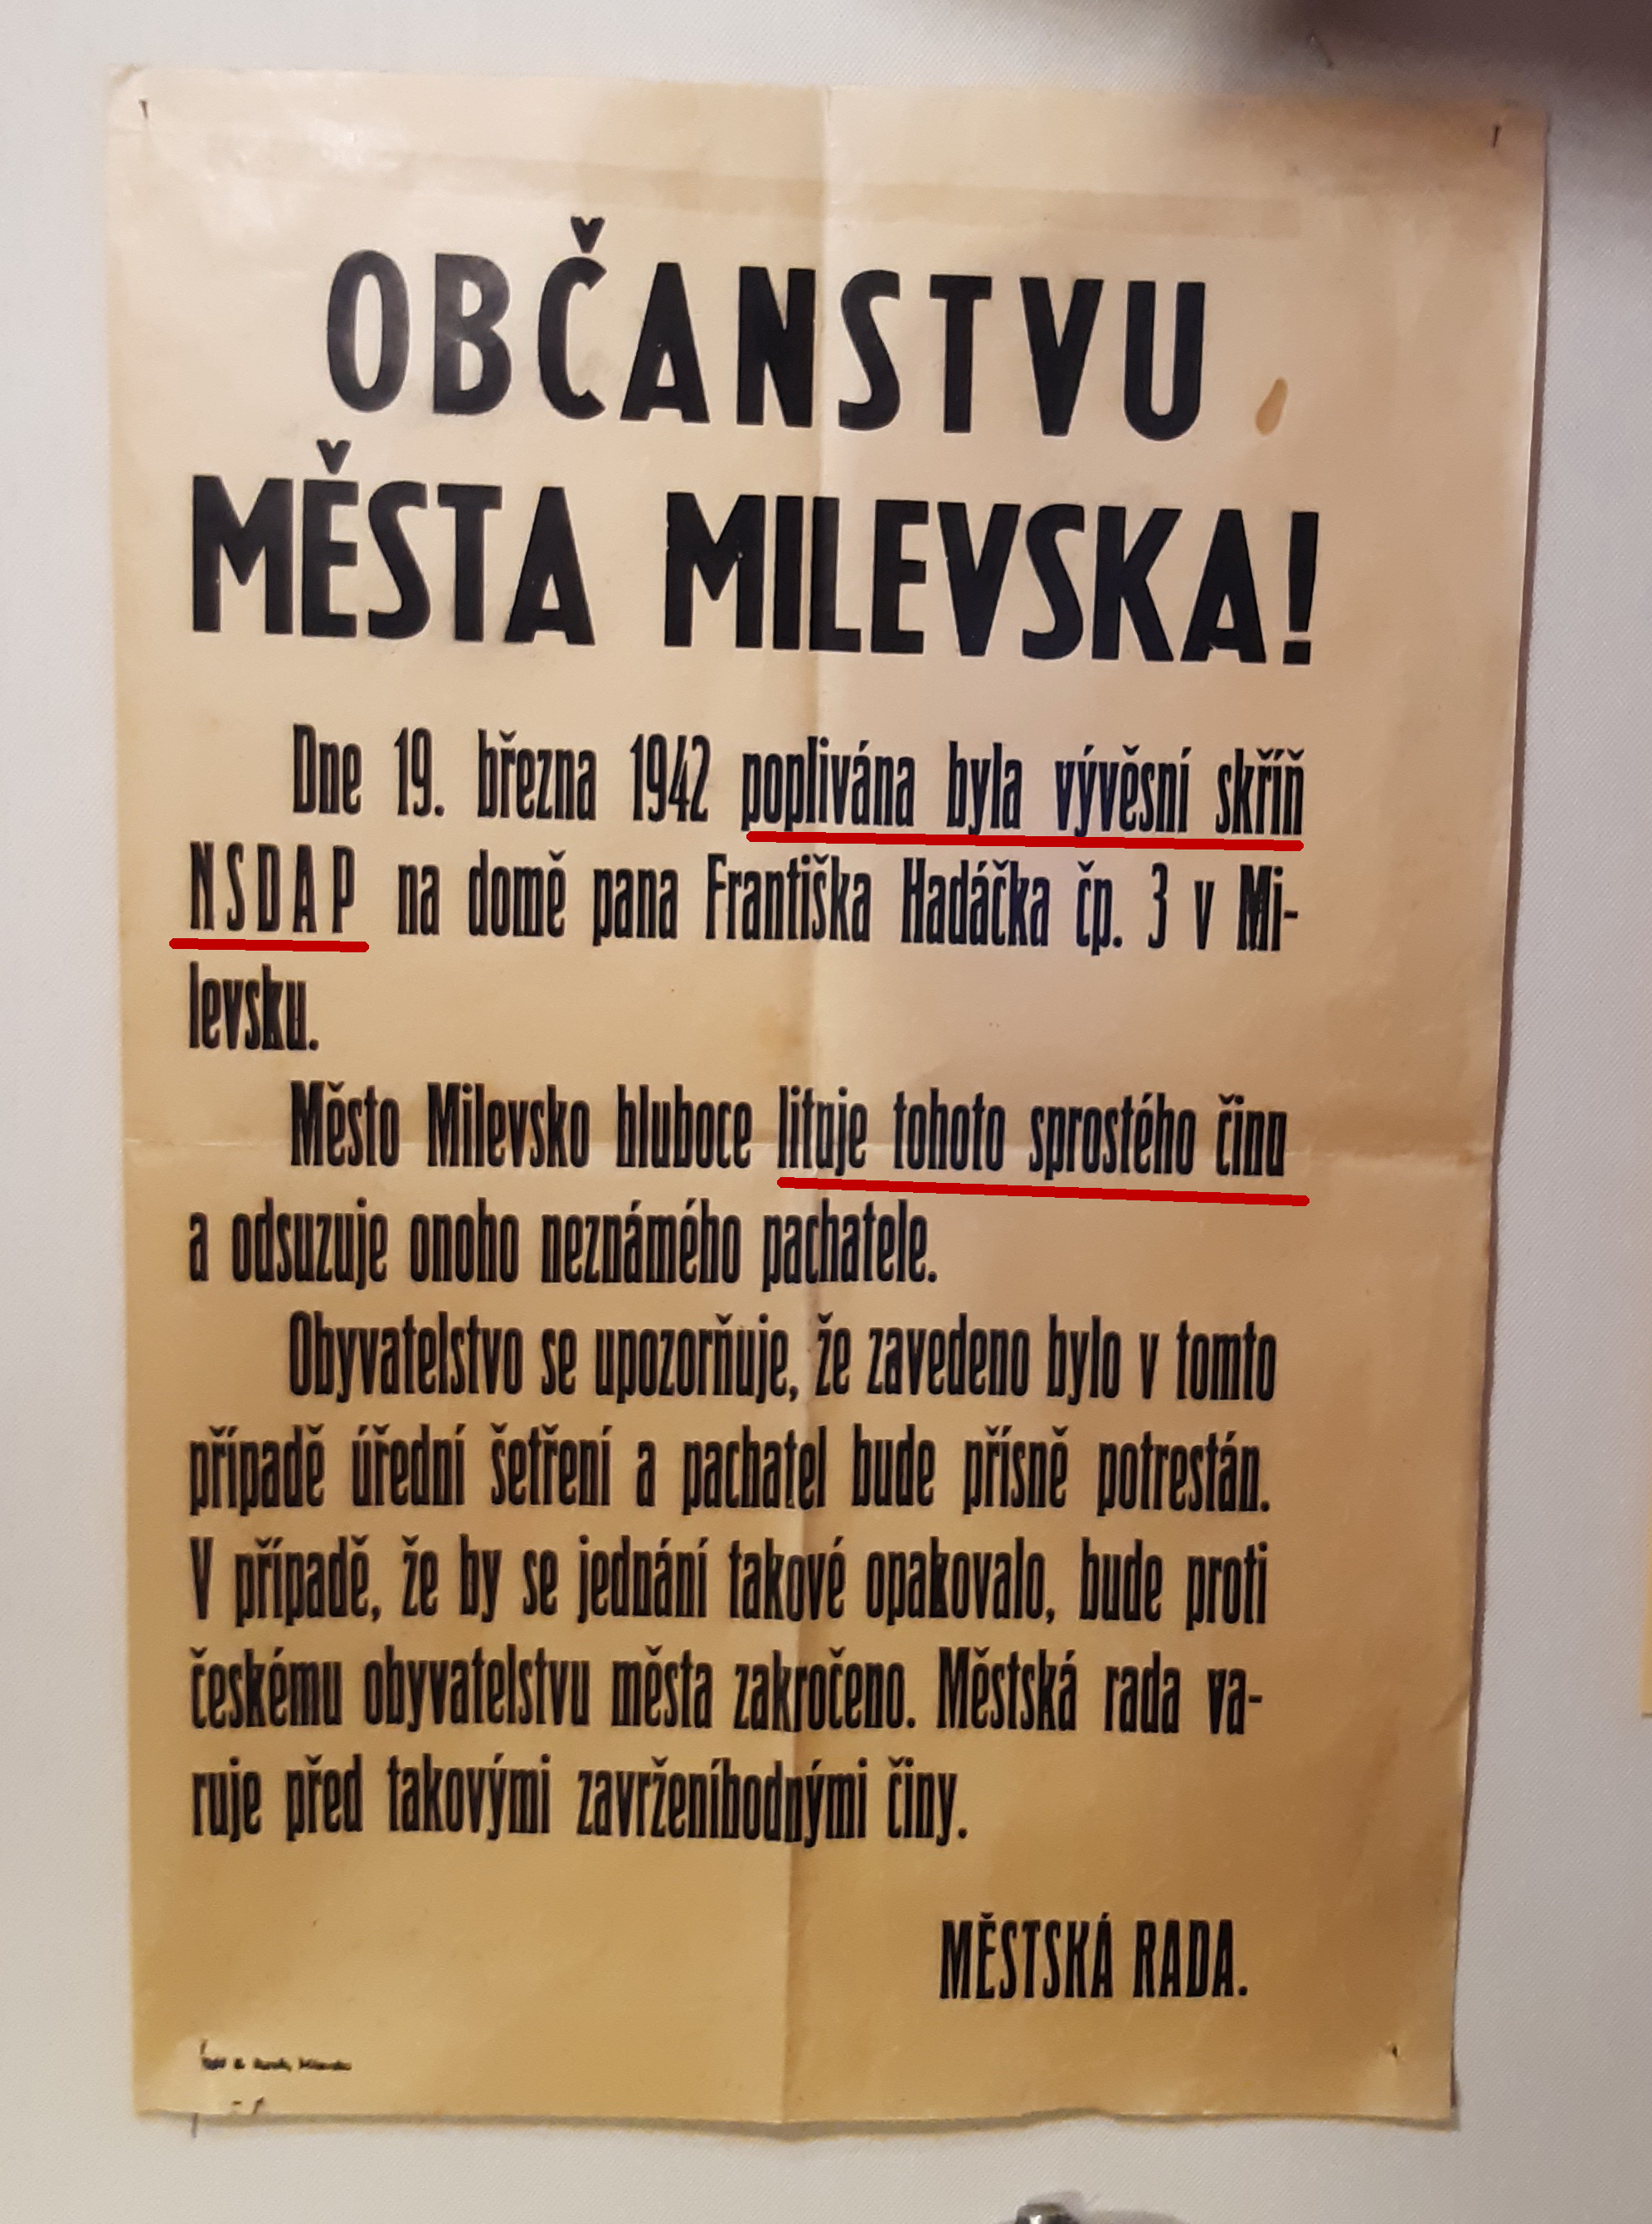 OBČANSTVU
MĚSTA MILEVSKA!
Dne 19. března 1942 poplivána byla vývěsní skříň
NSDAP na domě pana Františka Hadáčka čp. 3 v Mi-
levsku.
Město Milevsko hluboce lituje tohoto sprostého činu
a odsuzuje onoho neznámého pachatele.
Obyvatelstvo se upozorňuje, že zavedeno bylo v tomto
případě úřední šetření a pachatel bude přísně potrestán.
V případě, že by se jednání takové opakovalo, bude proti
českému obyvatelstvu města zakročeno. Městská rada va-
ruje před takovými zavrženíhodnými činy.
MĚSTSKÁ RADA.